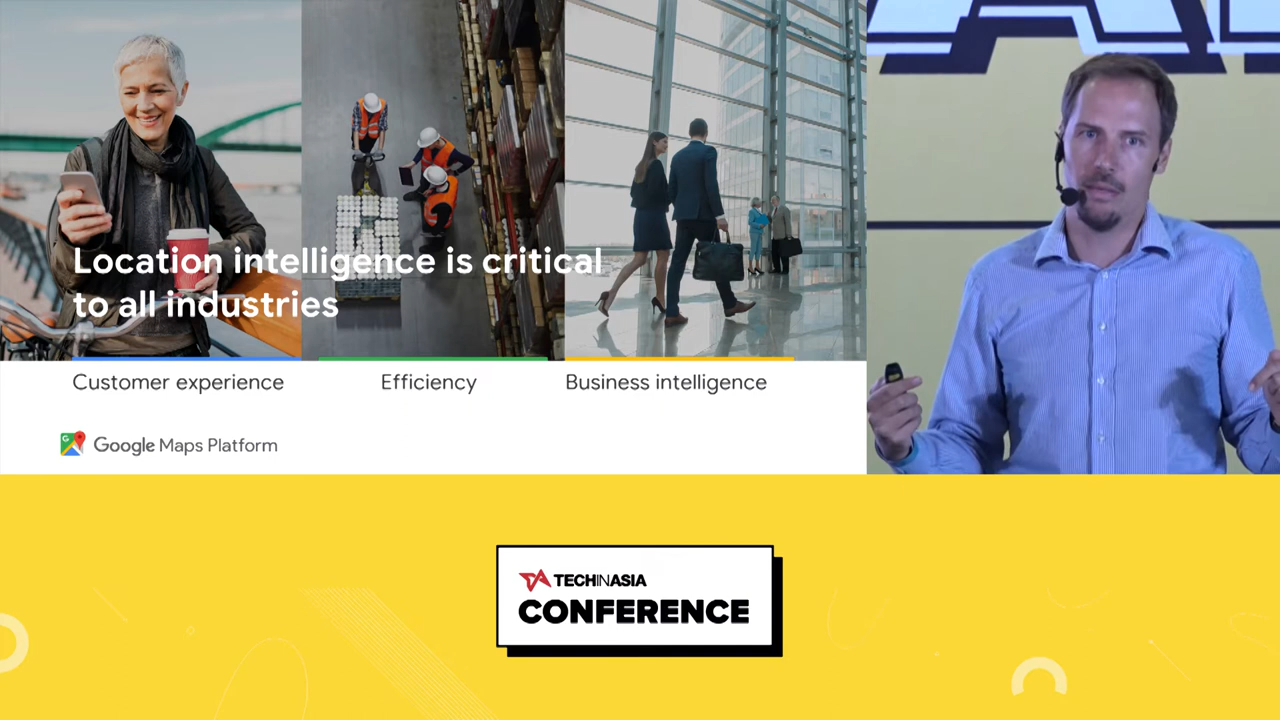 Location intelligence is critical
to all industries
Customer experience
Efficiency
Business intelligence
Google Maps Platform
TECHINASIA
CONFERENCE